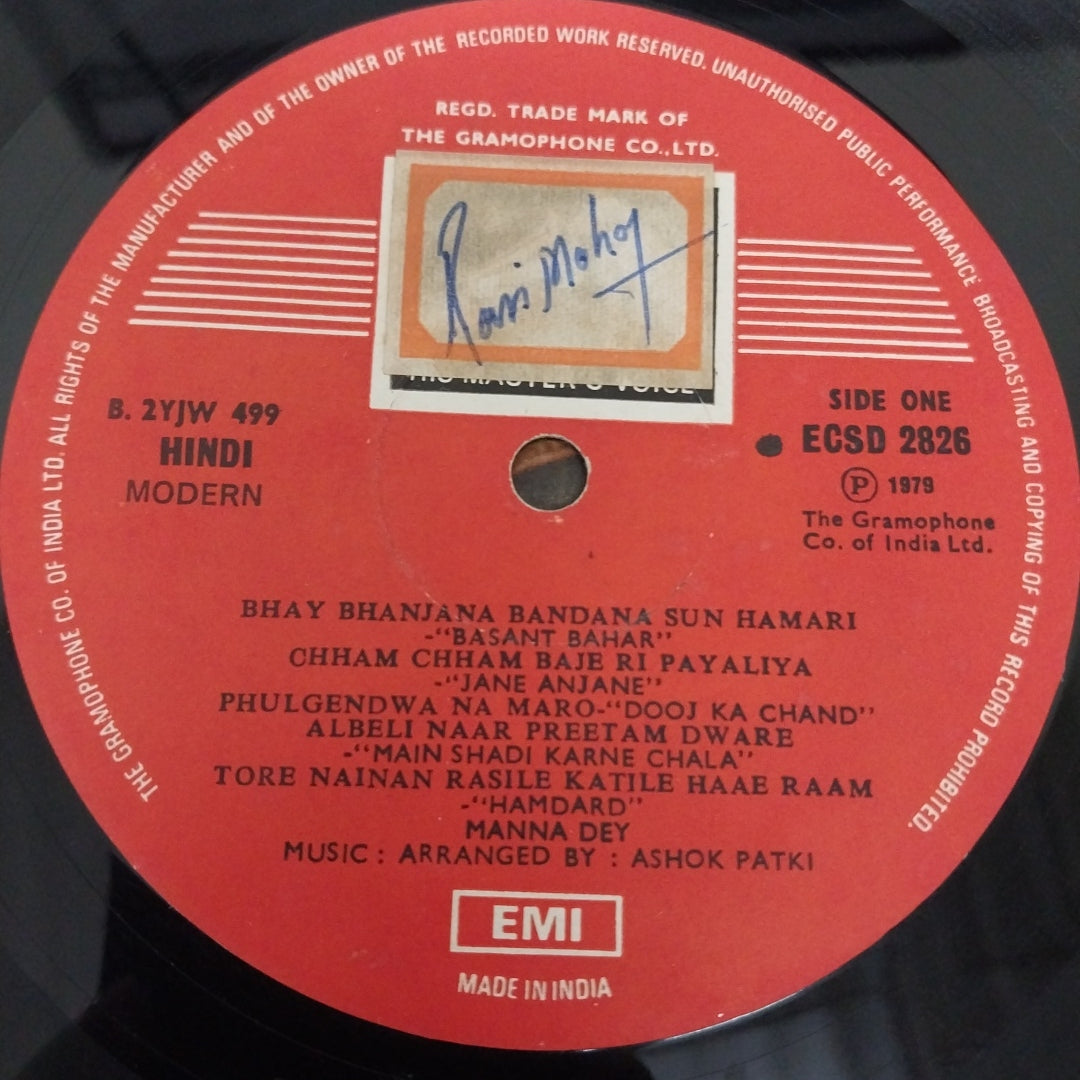 THE GRAMOPHONE CO. OF INDIA LTD. ALL RIGHTS OF THE MANUFACTURER AND OF THE OWNER OF THE RECORDED WORK RESERVED. UNAUTHORISED PUBLIC PERFORMANCE BROADCASTING AND COPYING OF THIS RECORD PROHIBITED.
REGD. TRADE MARK OF
THE GRAMOPHONE CO.,LTD.
Ravi Mohan
HIS MASTER'S VOICE
B. 2YJW 499
HINDI
MODERN
SIDE ONE
ECSD 2826
Ⓟ 1979
The Gramophone
Co. of India Ltd.
BHAY BHANJANA BANDANA SUN HAMARI
-"BASANT BAHAR"
CHHAM CHHAM BAJE RI PAYALIYA
-"JANE ANJANE"
PHULGENDWA NA MARO-"DOOJ KA CHAND"
ALBELI NAAR PREETAM DWARE
-"MAIN SHADI KARNE CHALA"
TORE NAINAN RASILE KATILE HAAE RAAM
-"HAMDARD"
MANNA DEY
MUSIC : ARRANGED BY : ASHOK PATKI
EMI
MADE IN INDIA